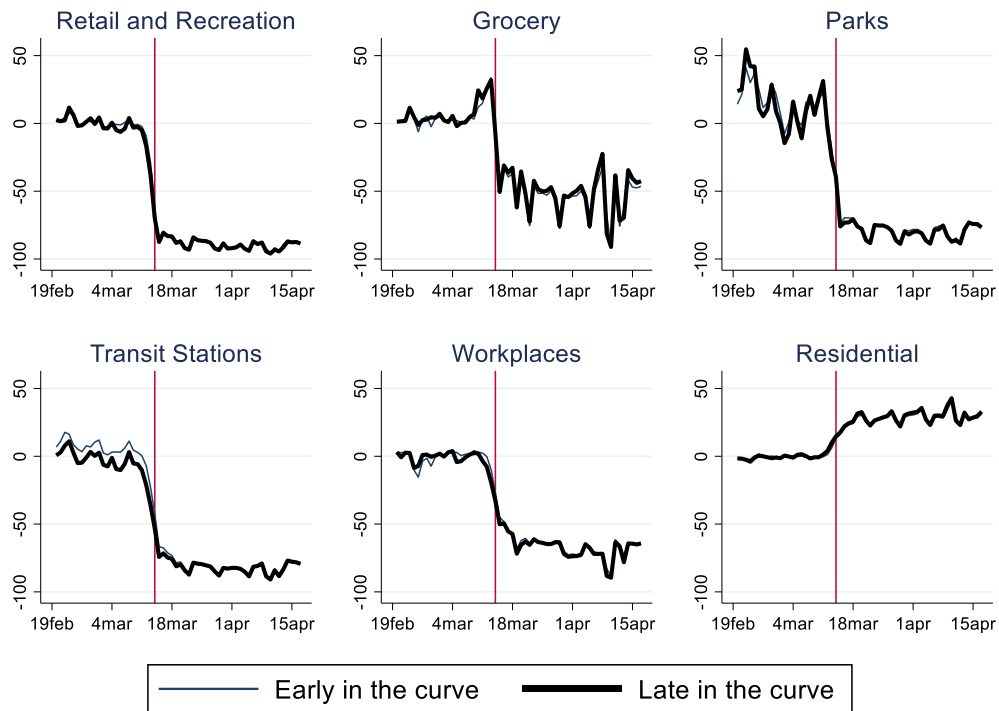 Retail and Recreation
50
0
-50
-100
19feb 4mar 18mar 1apr 15apr
Grocery
50
0
-50
-100
19feb 4mar 18mar 1apr 15apr
Parks
50
0
-50
-100
19feb 4mar 18mar 1apr 15apr
Transit Stations
50
0
-50
-100
19feb 4mar 18mar 1apr 15apr
Workplaces
50
0
-50
-100
19feb 4mar 18mar 1apr 15apr
Residential
50
0
-50
-100
19feb 4mar 18mar 1apr 15apr
Early in the curve Late in the curve